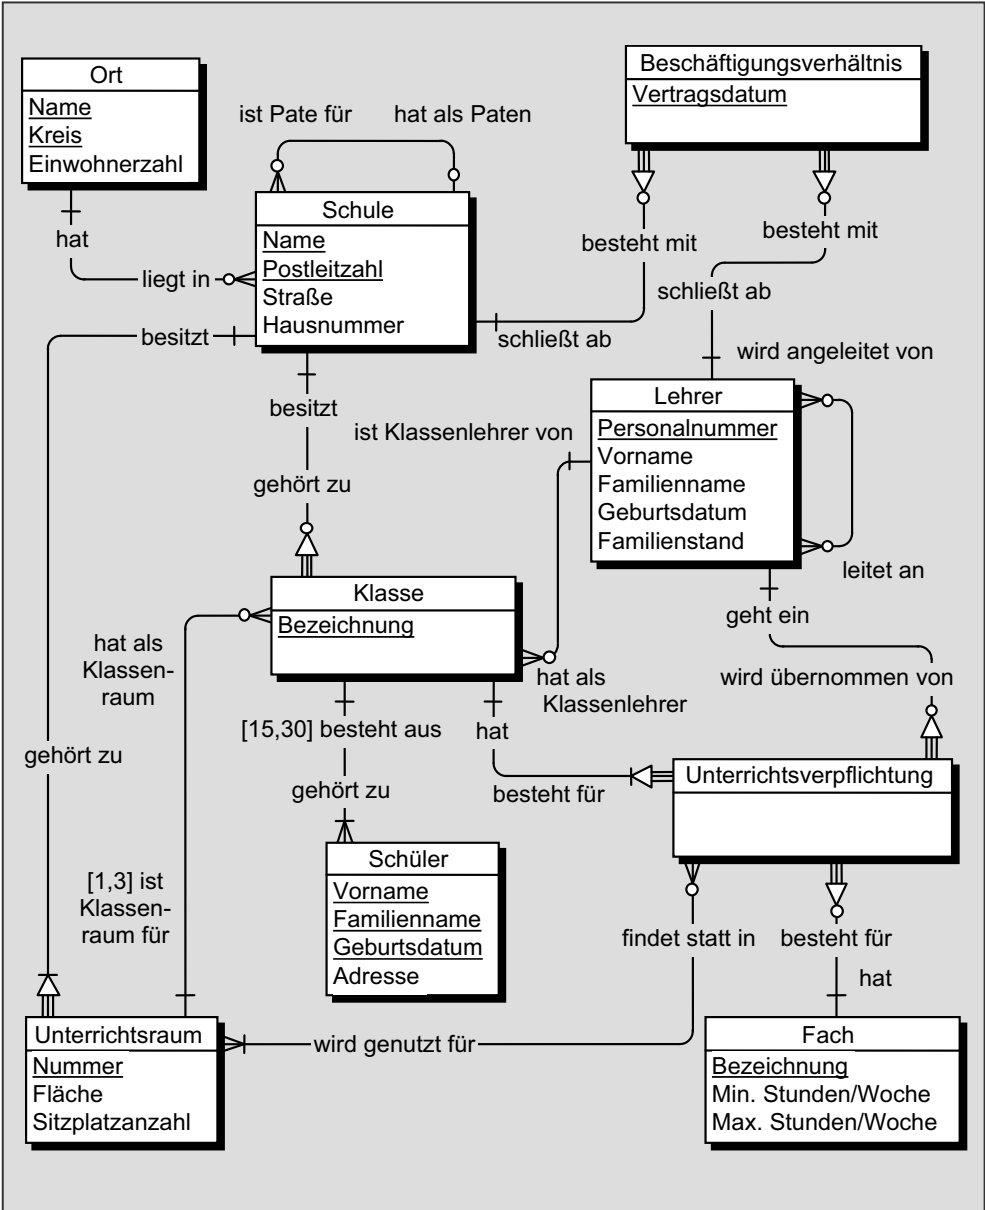 Ort
Name
Kreis
Einwohnerzahl
Beschäftigungsverhältnis
Vertragsdatum
ist Pate für
hat als Paten
Schule
Name
Postleitzahl
Straße
Hausnummer
hat
liegt in
besteht mit
besteht mit
schließt ab
schließt ab
besitzt
besitzt
wird angeleitet von
Lehrer
Personalnummer
Vorname
Familienname
Geburtsdatum
Familienstand
ist Klassenlehrer von
gehört zu
leitet an
geht ein
Klasse
Bezeichnung
hat als
Klassen-
raum
hat als
Klassenlehrer
wird übernommen von
[15,30] besteht aus
hat
gehört zu
gehört zu
besteht für
Unterrichtsverpflichtung
Schüler
Vorname
Familienname
Geburtsdatum
Adresse
[1,3] ist
Klassen-
raum für
findet statt in
besteht für
hat
Unterrichtsraum
Nummer
Fläche
Sitzplatzanzahl
wird genutzt für
Fach
Bezeichnung
Min. Stunden/Woche
Max. Stunden/Woche